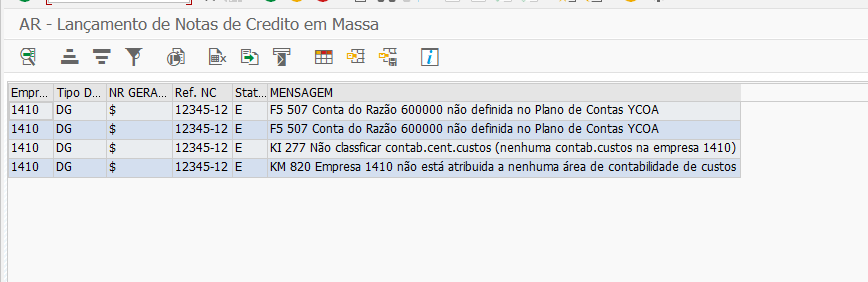 AR - Lançamento de Notas de Credito em Massa
Empr... Tipo D... NR GERA... Ref. NC Stat... MENSAGEM
1410 DG $ 12345-12 E F5 507 Conta do Razão 600000 não definida no Plano de Contas YCOA
1410 DG $ 12345-12 E F5 507 Conta do Razão 600000 não definida no Plano de Contas YCOA
1410 DG $ 12345-12 E KI 277 Não classficar contab.cent.custos (nenhuma contab.custos na empresa 1410)
1410 DG $ 12345-12 E KM 820 Empresa 1410 não está atribuida a nenhuma área de contabilidade de custos